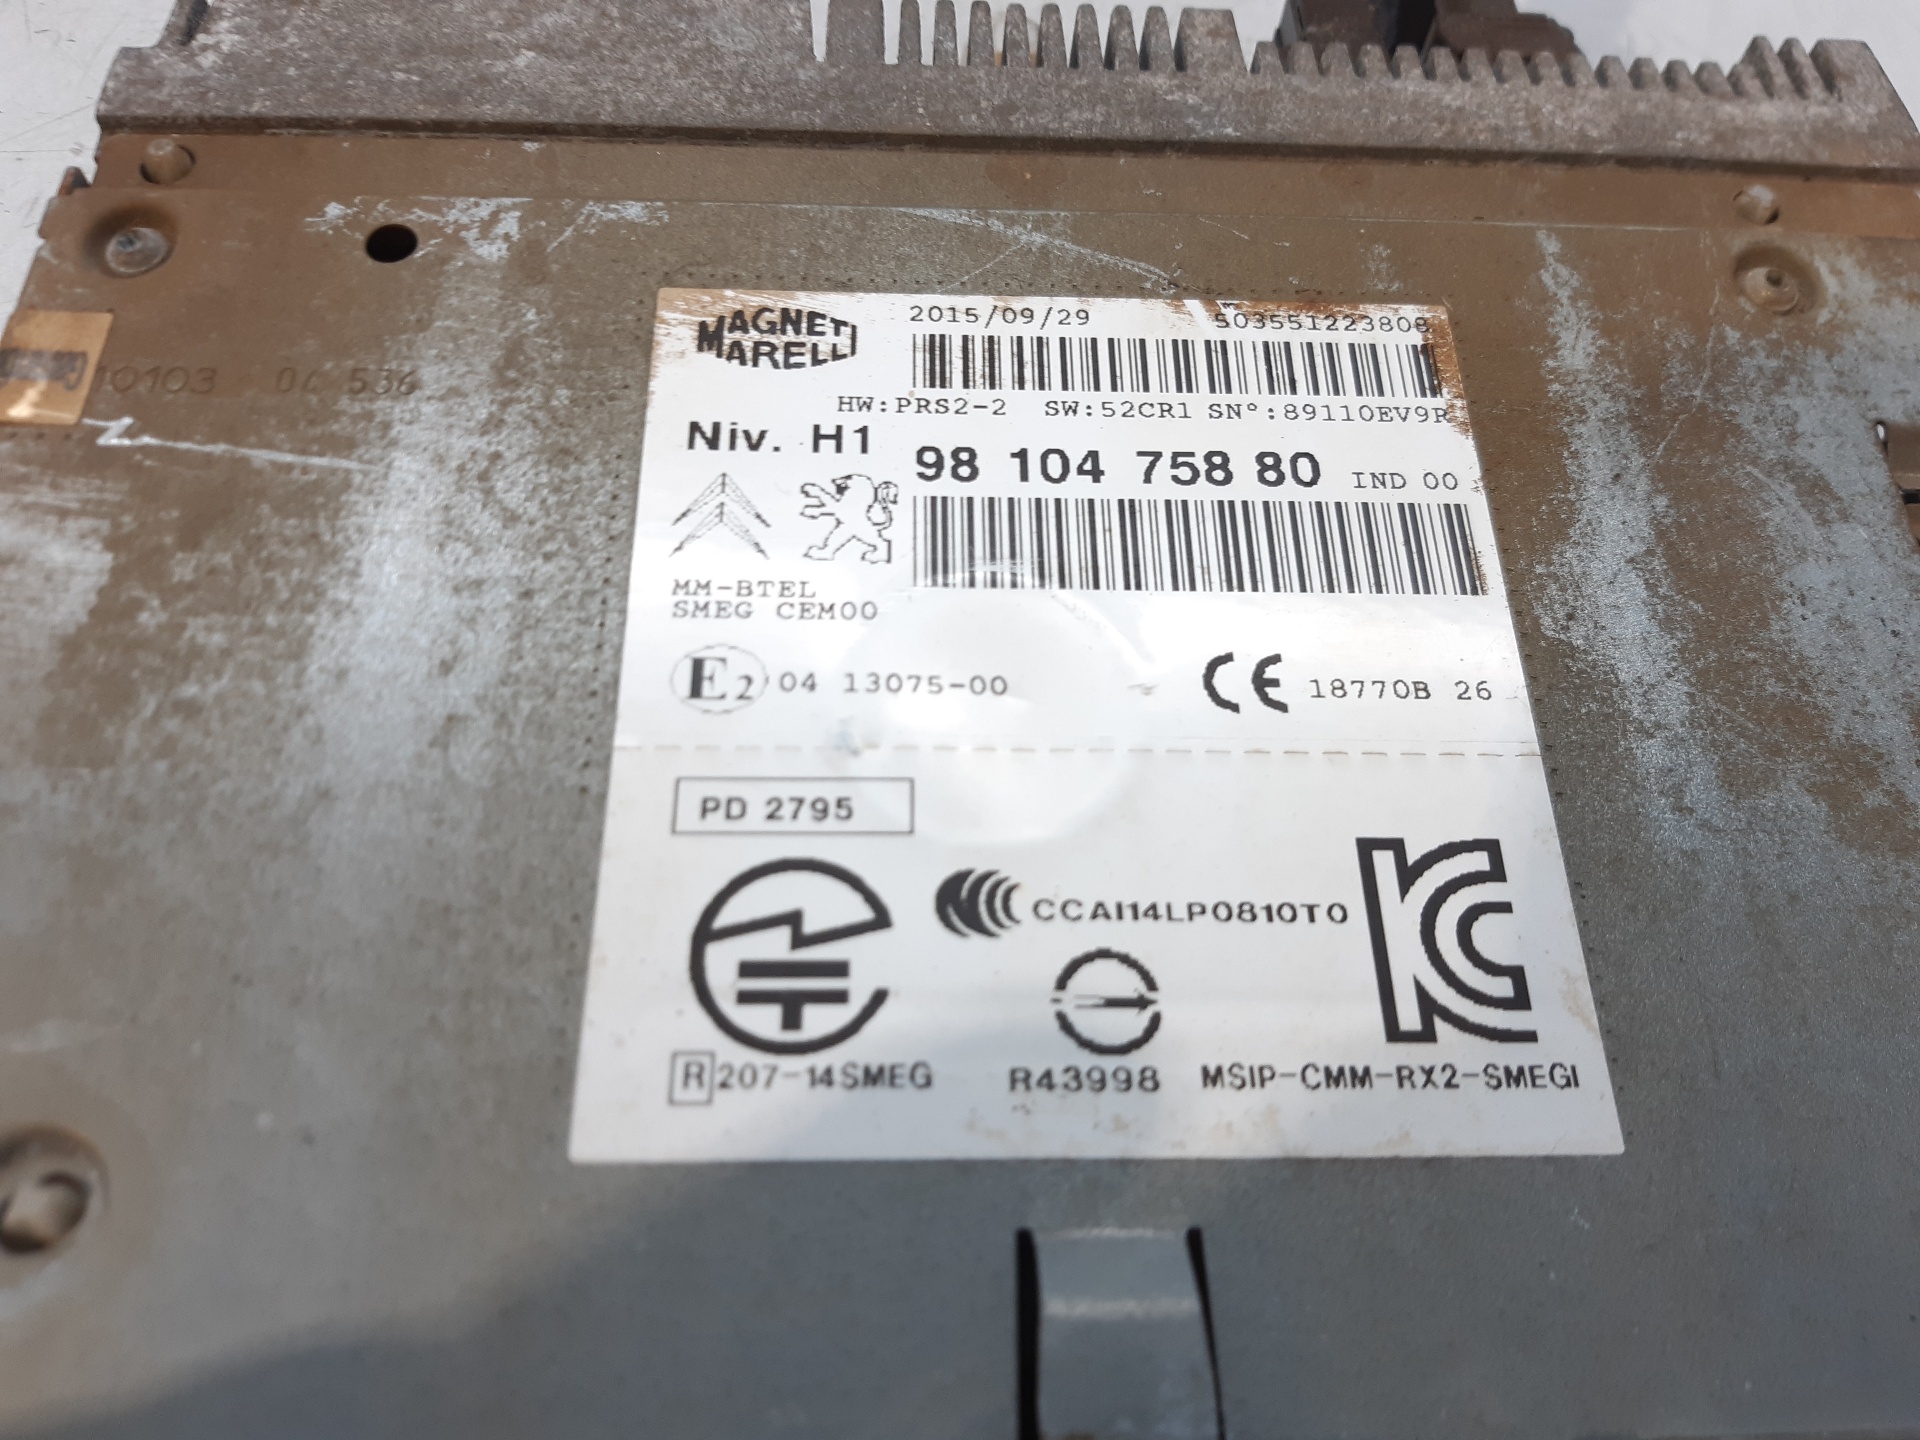 MAGNETI
MARELLI
2015/09/29
S03551223808
HW:PRS2-2 SW:52CR1 SN°:89110EV9R
Niv. H1
98 104 758 80 IND 00
MM-BTEL
SMEG CEM00
E2 04 13075-00
CE 18770B 26
PD 2795
CCAI14LP0810T0
R 207-14SMEG
R43998
MSIP-CMM-RX2-SMEG1
10103 04 536